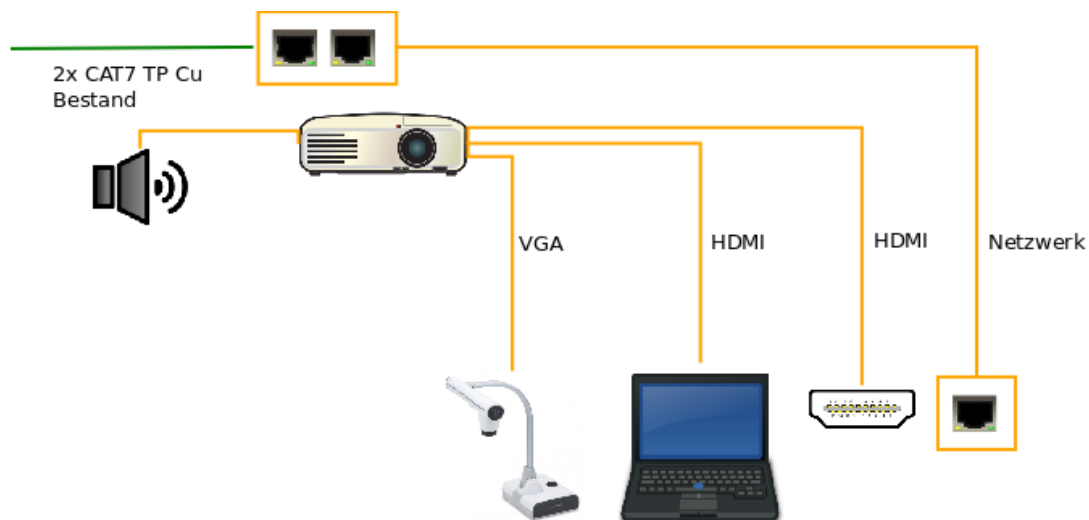 2x CAT7 TP Cu
Bestand
VGA
HDMI
HDMI
Netzwerk